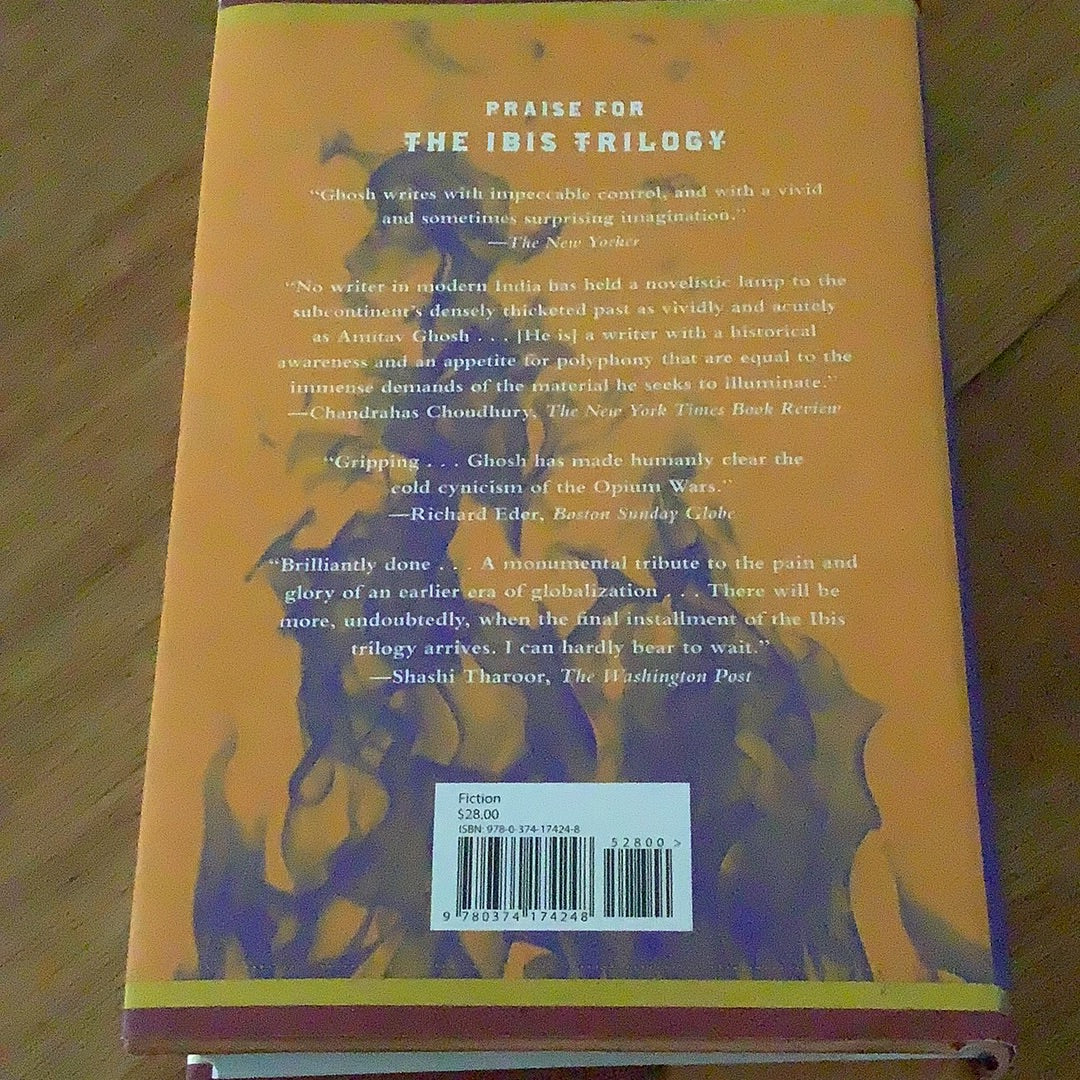 PRAISE FOR
THE IBIS TRILOGY
“Ghosh writes with impeccable control, and with a vivid
and sometimes surprising imagination.”
—The New Yorker
“No writer in modern India has held a novelistic lamp to the
subcontinent’s densely thicketed past as vividly and acutely
as Amitav Ghosh . . . [He is] a writer with a historical
awareness and an appetite for polyphony that are equal to the
immense demands of the material he seeks to illuminate.”
—Chandrahas Choudhury, The New York Times Book Review
“Gripping . . . Ghosh has made humanly clear the
cold cynicism of the Opium Wars.”
—Richard Eder, Boston Sunday Globe
“Brilliantly done . . . A monumental tribute to the pain and
glory of an earlier era of globalization . . . There will be
more, undoubtedly, when the final installment of the Ibis
trilogy arrives. I can hardly bear to wait.”
—Shashi Tharoor, The Washington Post
Fiction
$28.00
ISBN: 978-0-374-17424-8
52800 >
9 780374 174248